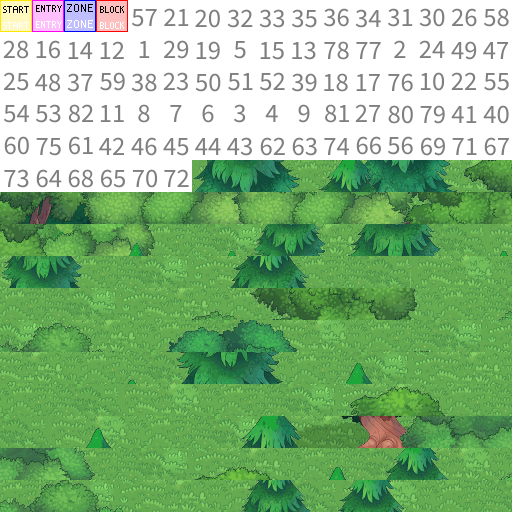 START ENTRY ZONE BLOCK 57 21 20 32 33 35 36 34 31 30 26 58
START ENTRY ZONE BLOCK
28 16 14 12 1 29 19 5 15 13 78 77 2 24 49 47
25 48 37 59 38 23 50 51 52 39 18 17 76 10 22 55
54 53 82 11 8 7 6 3 4 9 81 27 80 79 41 40
60 75 61 42 46 45 44 43 62 63 74 66 56 69 71 67
73 64 68 65 70 72